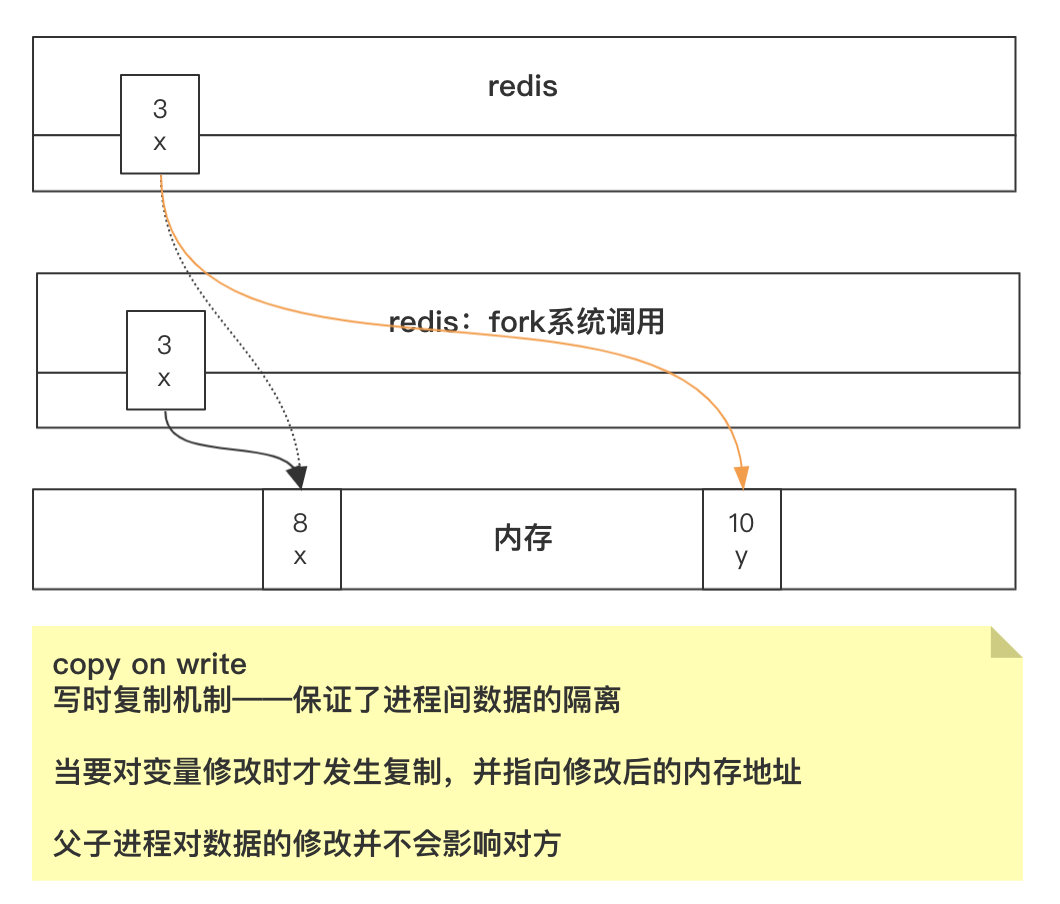 redis
3
x
redis：fork系统调用
3
x
8
x
内存
10
y
copy on write
写时复制机制——保证了进程间数据的隔离
当要对变量修改时才发生复制，并指向修改后的内存地址
父子进程对数据的修改并不会影响对方